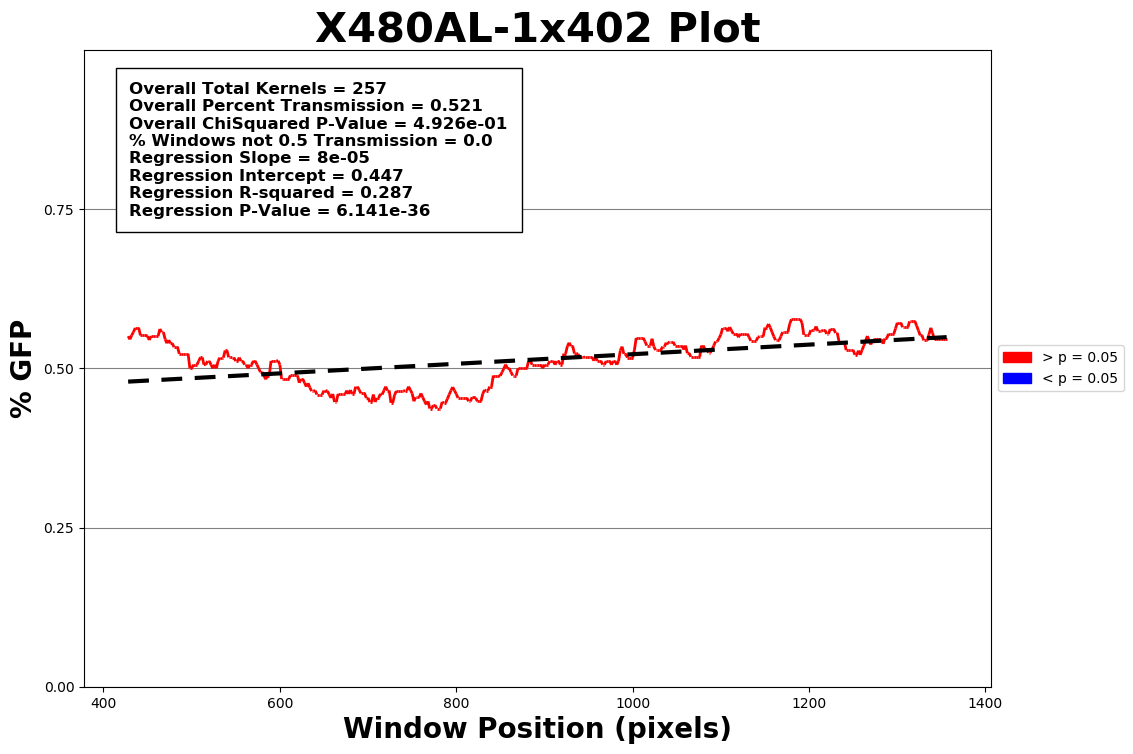 X480AL-1x402 Plot
Overall Total Kernels = 257
Overall Percent Transmission = 0.521
Overall ChiSquared P-Value = 4.926e-01
% Windows not 0.5 Transmission = 0.0
Regression Slope = 8e-05
Regression Intercept = 0.447
Regression R-squared = 0.287
Regression P-Value = 6.141e-36
% GFP
0.75
0.50
0.25
0.00
> p = 0.05
< p = 0.05
400 600 800 1000 1200 1400
Window Position (pixels)